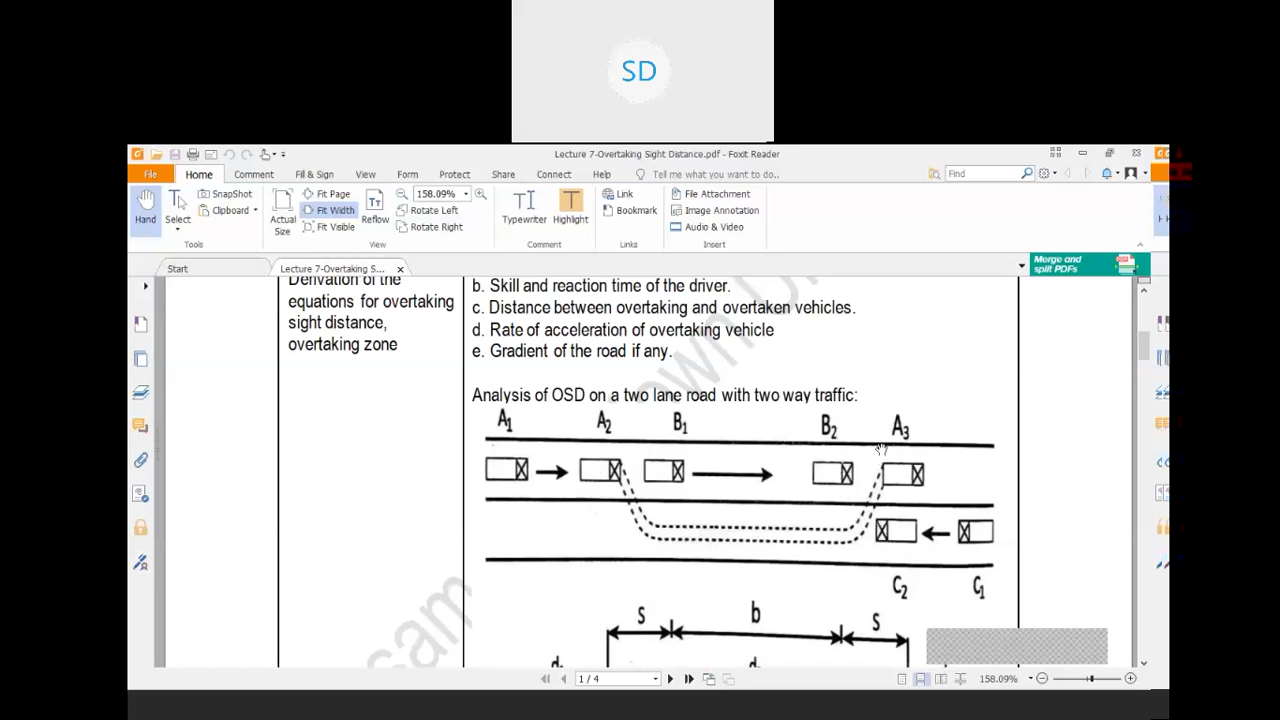 SD
Lecture 7-Overtaking Sight Distance.pdf - Foxit Reader
File Home Comment Fill & Sign View Form Protect Share Connect Help Tell me what you want to do.. Find
Hand
Select
SnapShot
Clipboard
Actual Size
Fit Page
Fit Width
Fit Visible
Reflow
158.09%
Rotate Left
Rotate Right
Typewriter
Highlight
Link
Bookmark
File Attachment
Image Annotation
Audio & Video
Tools View Comment Links Insert
Start Lecture 7-Overtaking S...
Merge and split PDFs
Derivation of the
equations for overtaking
sight distance,
overtaking zone
b. Skill and reaction time of the driver.
c. Distance between overtaking and overtaken vehicles.
d. Rate of acceleration of overtaking vehicle
e. Gradient of the road if any.
Analysis of OSD on a two lane road with two way traffic:
A1 A2 B1 B2 A3
C2 C1
S b S
1 / 4
158.09%